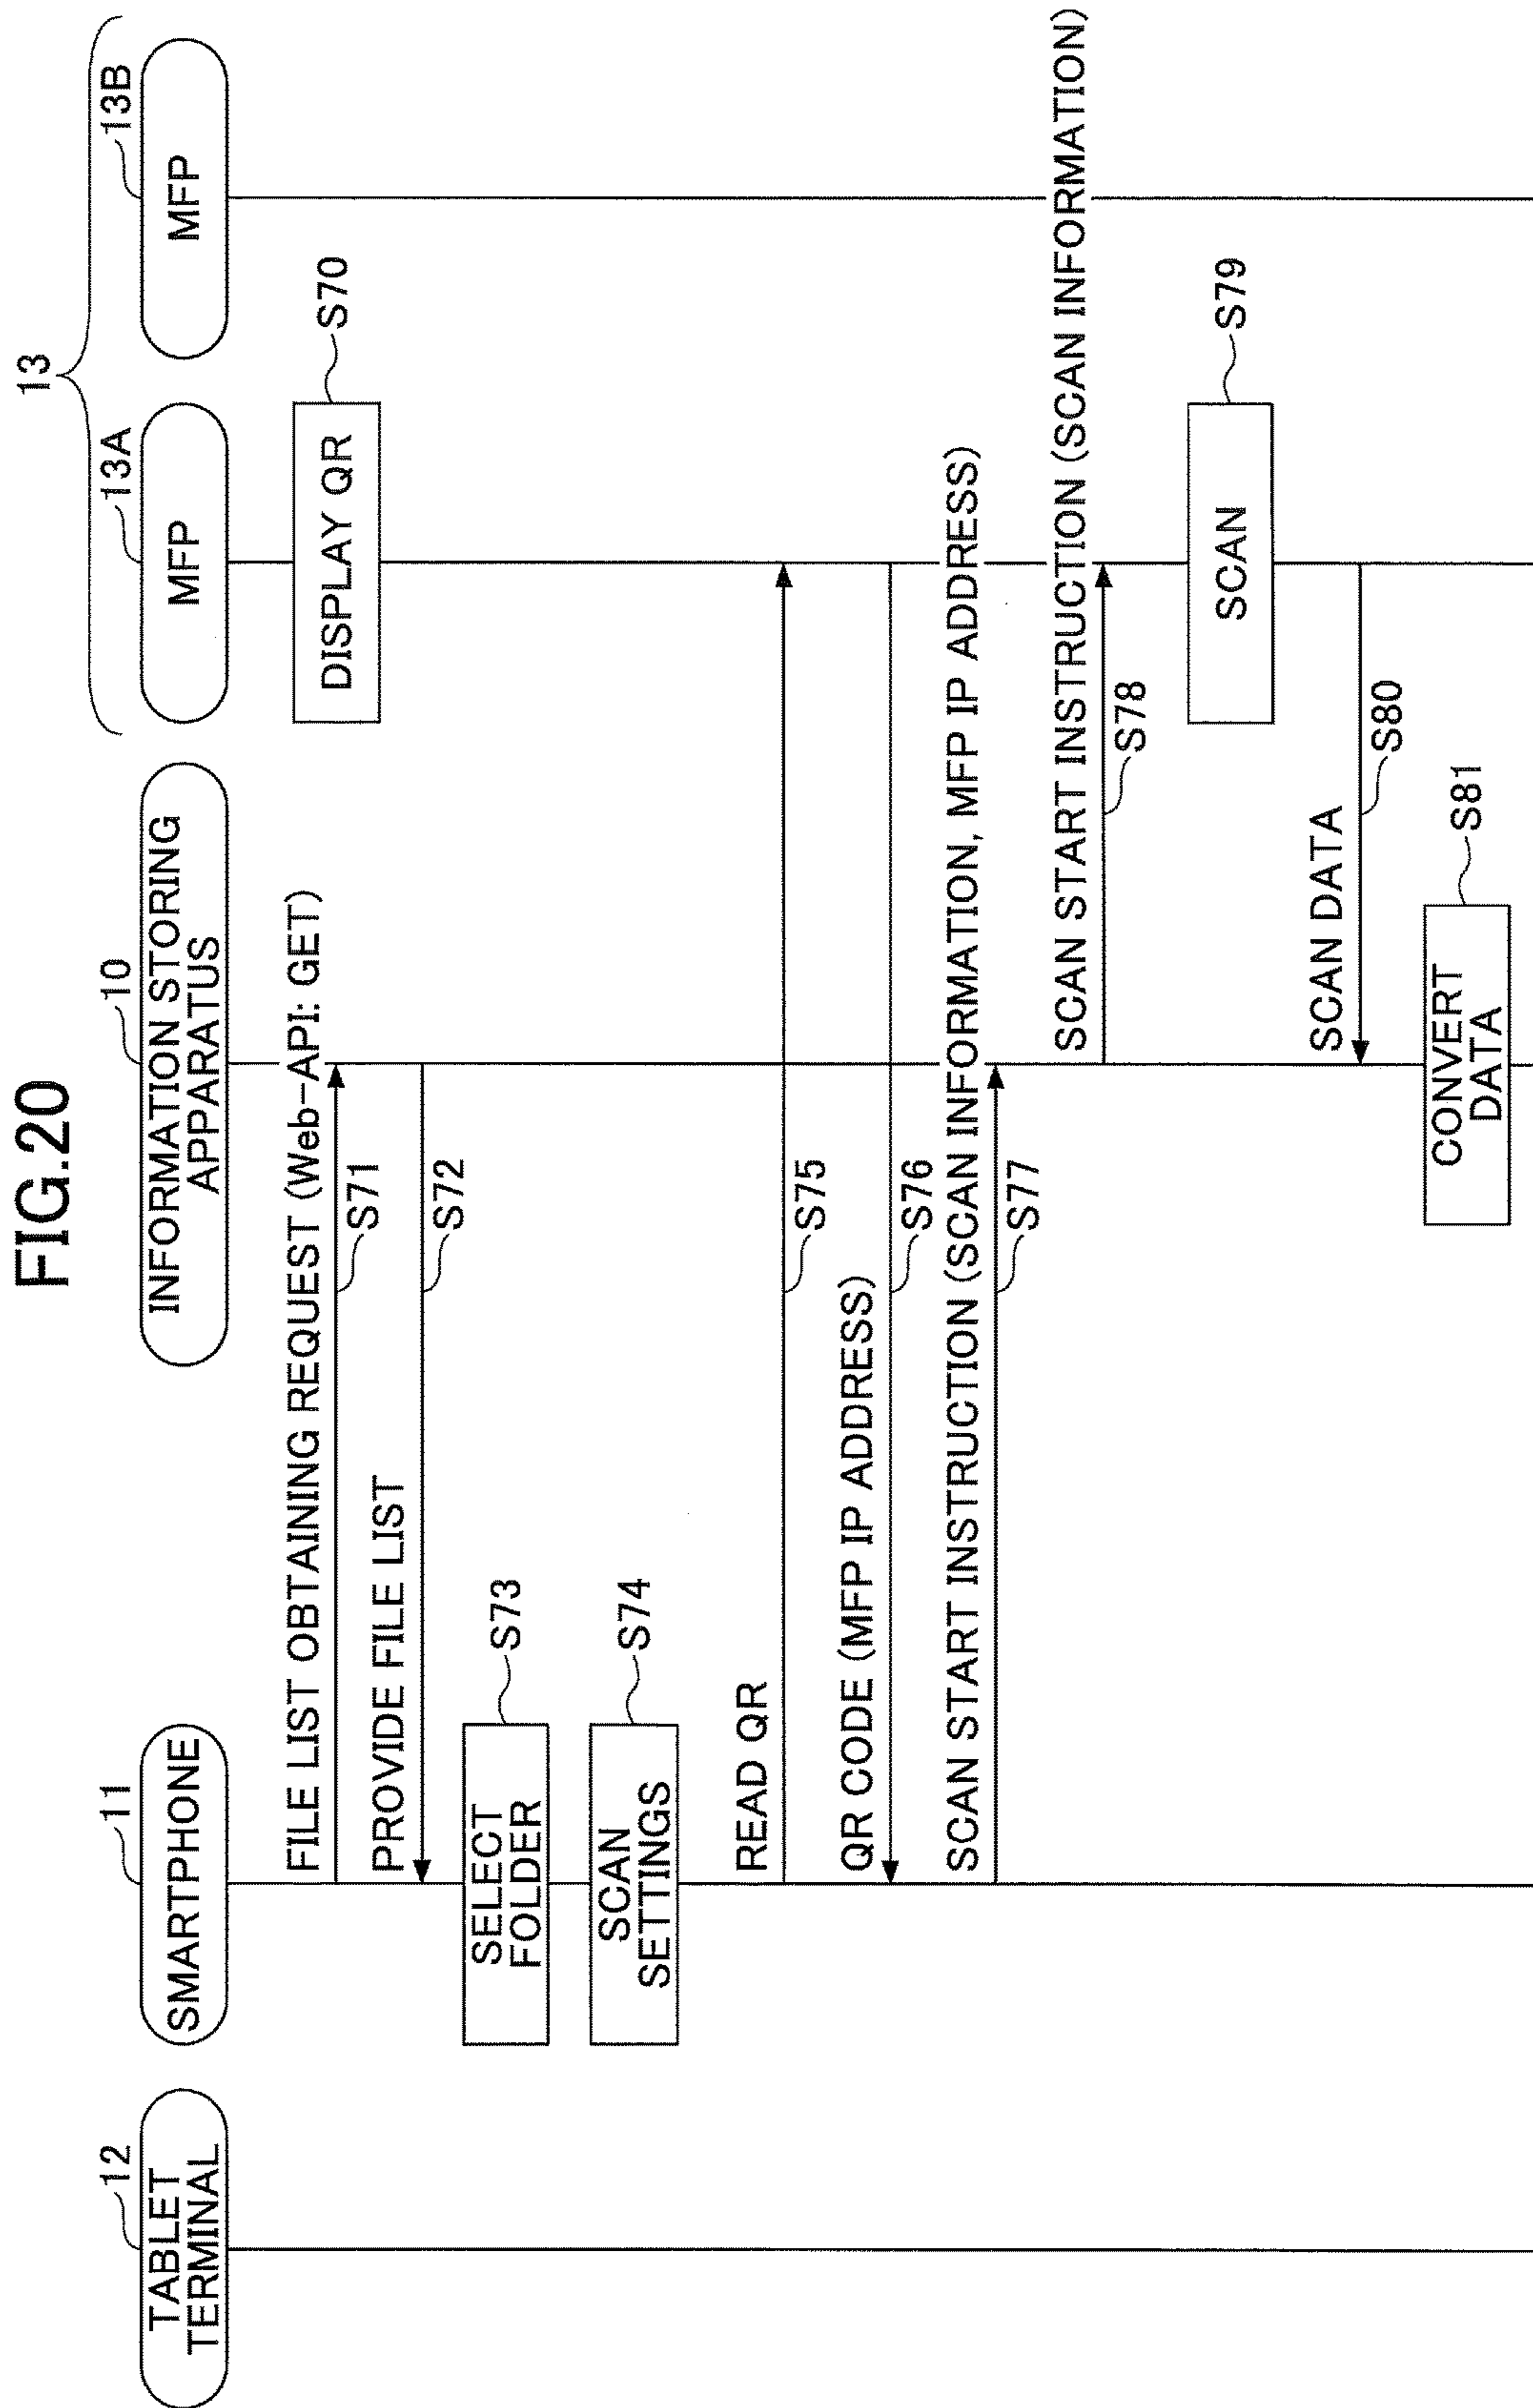 FIG.20
12
TABLET
TERMINAL
11
SMARTPHONE
10
INFORMATION STORING
APPARATUS
13
13A
MFP
13B
MFP
DISPLAY QR
S70
FILE LIST OBTAINING REQUEST (Web-API: GET)
S71
PROVIDE FILE LIST
S72
SELECT
FOLDER
S73
SCAN
SETTINGS
S74
READ QR
S75
QR CODE (MFP IP ADDRESS)
S76
SCAN START INSTRUCTION (SCAN INFORMATION, MFP IP ADDRESS)
S77
SCAN START INSTRUCTION (SCAN INFORMATION)
S78
SCAN
S79
SCAN DATA
S80
CONVERT
DATA
S81